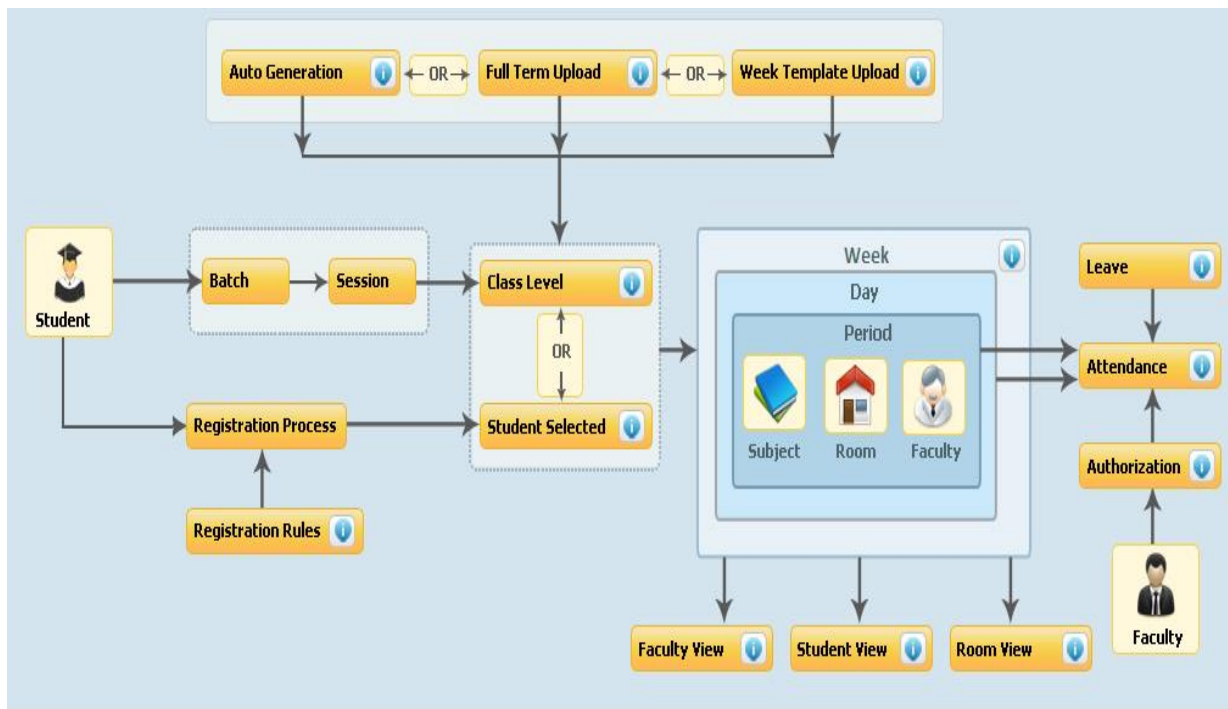 Auto Generation
OR
Full Term Upload
OR
Week Template Upload
Student
Batch
Session
Class Level
OR
Student Selected
Registration Process
Registration Rules
Week
Day
Period
Subject
Room
Faculty
Leave
Attendance
Authorization
Faculty
Faculty View
Student View
Room View